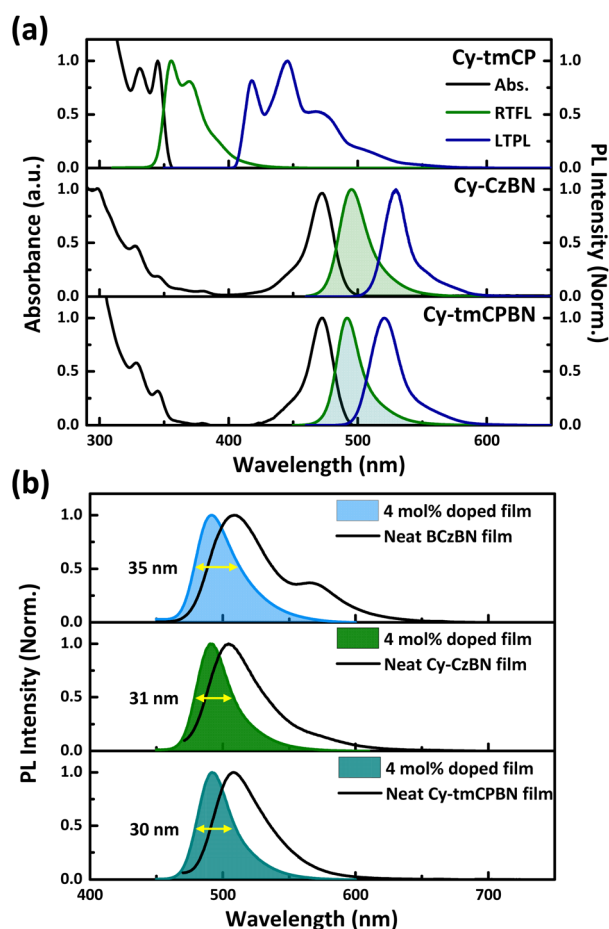 (a)
Cy-tmCP
Abs.
RTFL
LTPL
1.0
0.5
0.0
1.0
0.5
0.0
Cy-CzBN
1.0
0.5
0.0
1.0
0.5
0.0
Cy-tmCPBN
1.0
0.5
0.0
1.0
0.5
0.0
Absorbance (a.u.)
PL Intensity (Norm.)
300 400 500 600
Wavelength (nm)
(b)
4 mol% doped film
Neat BCzBN film
35 nm
1.0
0.5
0.0
4 mol% doped film
Neat Cy-CzBN film
31 nm
1.0
0.5
0.0
4 mol% doped film
Neat Cy-tmCPBN film
30 nm
1.0
0.5
0.0
PL Intensity (Norm.)
400 500 600 700
Wavelength (nm)